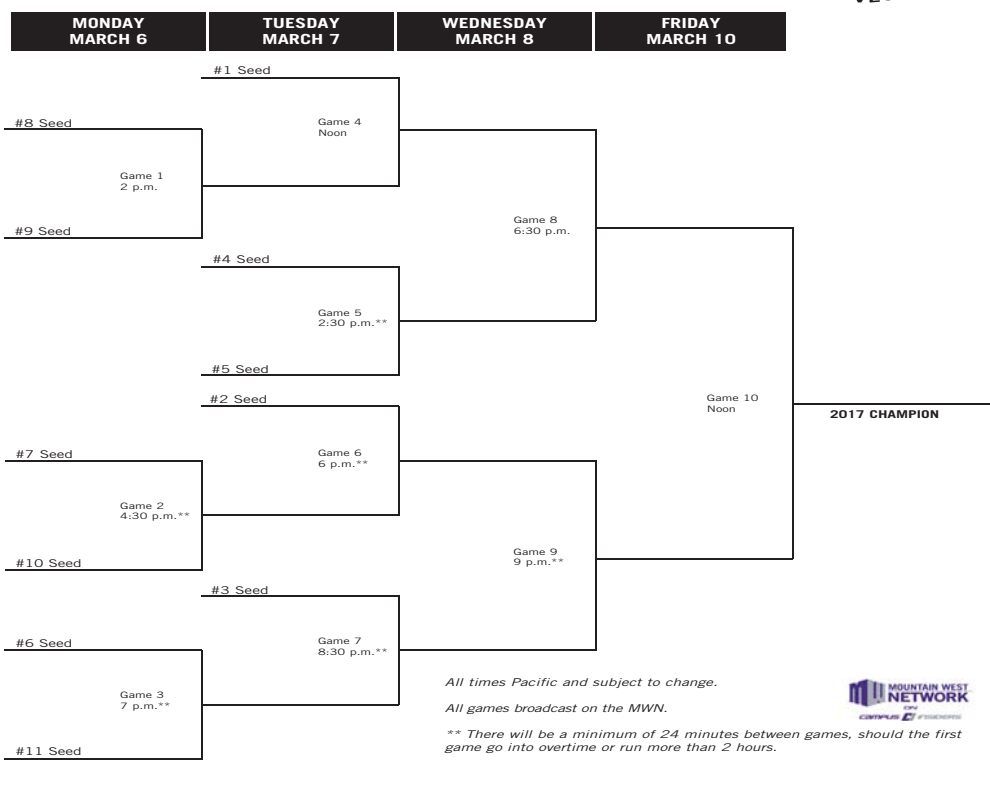 MONDAY
MARCH 6
TUESDAY
MARCH 7
WEDNESDAY
MARCH 8
FRIDAY
MARCH 10
#1 Seed
#8 Seed
Game 4
Noon
Game 1
2 p.m.
Game 8
6:30 p.m.
#9 Seed
#4 Seed
Game 5
2:30 p.m.**
#5 Seed
#2 Seed
Game 10
Noon
2017 CHAMPION
#7 Seed
Game 6
6 p.m.**
Game 2
4:30 p.m.**
Game 9
9 p.m.**
#10 Seed
#3 Seed
#6 Seed
Game 7
8:30 p.m.**
Game 3
7 p.m.**
#11 Seed
All times Pacific and subject to change.
All games broadcast on the MWN.
** There will be a minimum of 24 minutes between games, should the first
game go into overtime or run more than 2 hours.
MOUNTAIN WEST
NETWORK
ON
CAMPUS INSIDERS